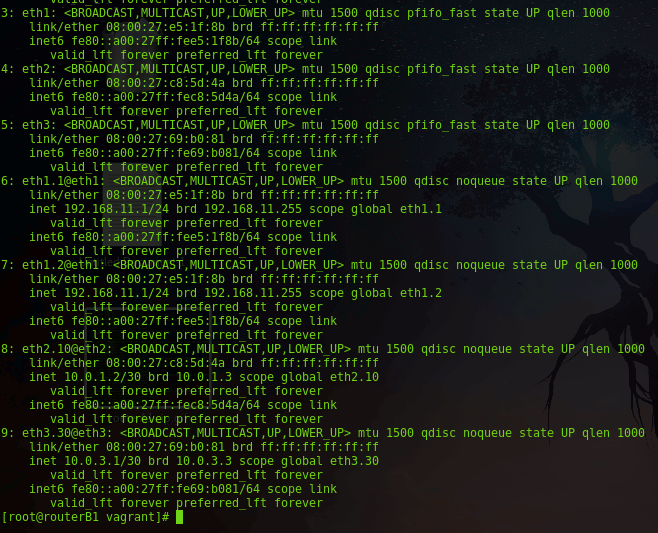 valid_lft forever preferred_lft forever
3: eth1: <BROADCAST,MULTICAST,UP,LOWER_UP> mtu 1500 qdisc pfifo_fast state UP qlen 1000
    link/ether 08:00:27:e5:1f:8b brd ff:ff:ff:ff:ff:ff
    inet6 fe80::a00:27ff:fee5:1f8b/64 scope link
       valid_lft forever preferred_lft forever
4: eth2: <BROADCAST,MULTICAST,UP,LOWER_UP> mtu 1500 qdisc pfifo_fast state UP qlen 1000
    link/ether 08:00:27:c8:5d:4a brd ff:ff:ff:ff:ff:ff
    inet6 fe80::a00:27ff:fec8:5d4a/64 scope link
       valid_lft forever preferred_lft forever
5: eth3: <BROADCAST,MULTICAST,UP,LOWER_UP> mtu 1500 qdisc pfifo_fast state UP qlen 1000
    link/ether 08:00:27:69:b0:81 brd ff:ff:ff:ff:ff:ff
    inet6 fe80::a00:27ff:fe69:b081/64 scope link
       valid_lft forever preferred_lft forever
6: eth1.1@eth1: <BROADCAST,MULTICAST,UP,LOWER_UP> mtu 1500 qdisc noqueue state UP qlen 1000
    link/ether 08:00:27:e5:1f:8b brd ff:ff:ff:ff:ff:ff
    inet 192.168.11.1/24 brd 192.168.11.255 scope global eth1.1
       valid_lft forever preferred_lft forever
    inet6 fe80::a00:27ff:fee5:1f8b/64 scope link
       valid_lft forever preferred_lft forever
7: eth1.2@eth1: <BROADCAST,MULTICAST,UP,LOWER_UP> mtu 1500 qdisc noqueue state UP qlen 1000
    link/ether 08:00:27:e5:1f:8b brd ff:ff:ff:ff:ff:ff
    inet 192.168.11.1/24 brd 192.168.11.255 scope global eth1.2
       valid_lft forever preferred_lft forever
    inet6 fe80::a00:27ff:fee5:1f8b/64 scope link
       valid_lft forever preferred_lft forever
8: eth2.10@eth2: <BROADCAST,MULTICAST,UP,LOWER_UP> mtu 1500 qdisc noqueue state UP qlen 1000
    link/ether 08:00:27:c8:5d:4a brd ff:ff:ff:ff:ff:ff
    inet 10.0.1.2/30 brd 10.0.1.3 scope global eth2.10
       valid_lft forever preferred_lft forever
    inet6 fe80::a00:27ff:fec8:5d4a/64 scope link
       valid_lft forever preferred_lft forever
9: eth3.30@eth3: <BROADCAST,MULTICAST,UP,LOWER_UP> mtu 1500 qdisc noqueue state UP qlen 1000
    link/ether 08:00:27:69:b0:81 brd ff:ff:ff:ff:ff:ff
    inet 10.0.3.1/30 brd 10.0.3.3 scope global eth3.30
       valid_lft forever preferred_lft forever
    inet6 fe80::a00:27ff:fe69:b081/64 scope link
       valid_lft forever preferred_lft forever
[root@routerB1 vagrant]#